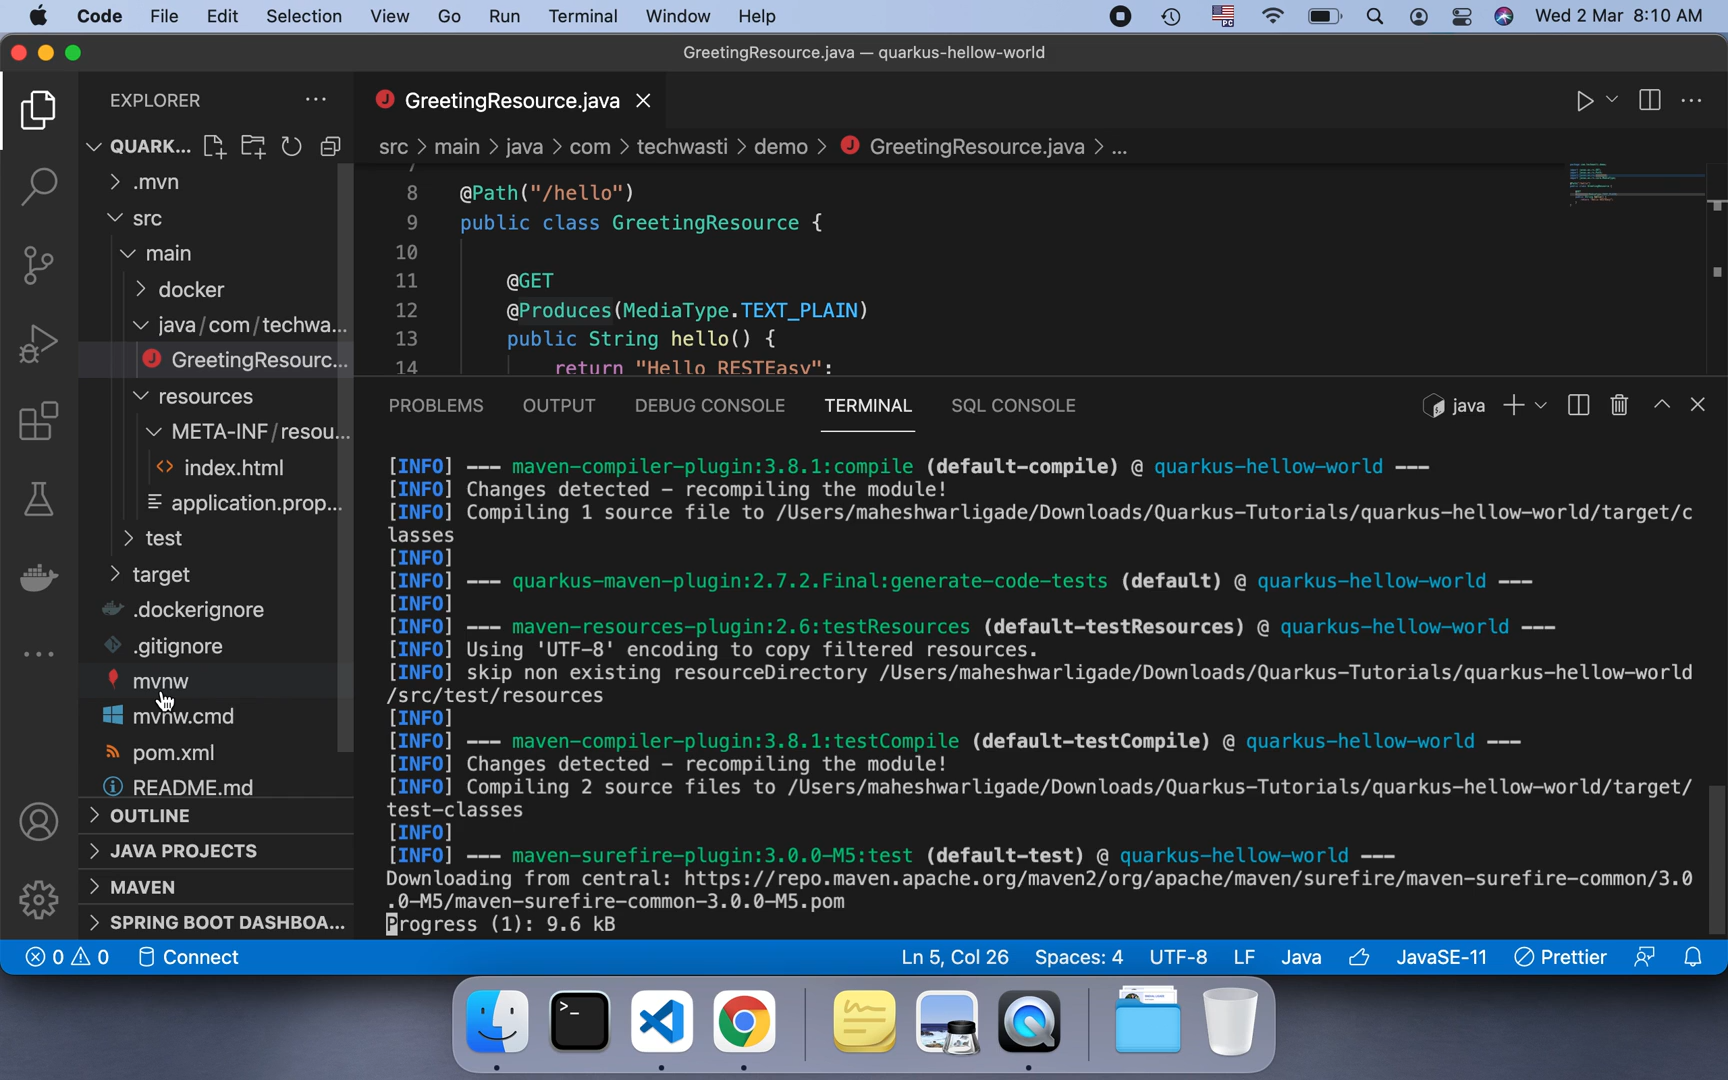 Code File Edit Selection View Go Run Terminal Window Help Wed 2 Mar 8:10 AM
GreetingResource.java — quarkus-hellow-world
EXPLORER
QUARK...
.mvn
src
main
docker
java/com/techwa...
GreetingResourc...
resources
META-INF/resou...
index.html
application.prop...
test
target
.dockerignore
.gitignore
mvnw
mvnw.cmd
pom.xml
README.md
OUTLINE
JAVA PROJECTS
MAVEN
SPRING BOOT DASHBOA...
GreetingResource.java
src > main > java > com > techwasti > demo > GreetingResource.java > ...
8 @Path("/hello")
9 public class GreetingResource {
10
11 @GET
12 @Produces(MediaType.TEXT_PLAIN)
13 public String hello() {
14 return "Hello RESTEasy";
PROBLEMS OUTPUT DEBUG CONSOLE TERMINAL SQL CONSOLE java
[INFO] --- maven-compiler-plugin:3.8.1:compile (default-compile) @ quarkus-hellow-world ---
[INFO] Changes detected - recompiling the module!
[INFO] Compiling 1 source file to /Users/maheshwarligade/Downloads/Quarkus-Tutorials/quarkus-hellow-world/target/c
lasses
[INFO]
[INFO] --- quarkus-maven-plugin:2.7.2.Final:generate-code-tests (default) @ quarkus-hellow-world ---
[INFO]
[INFO] --- maven-resources-plugin:2.6:testResources (default-testResources) @ quarkus-hellow-world ---
[INFO] Using 'UTF-8' encoding to copy filtered resources.
[INFO] skip non existing resourceDirectory /Users/maheshwarligade/Downloads/Quarkus-Tutorials/quarkus-hellow-world
/src/test/resources
[INFO]
[INFO] --- maven-compiler-plugin:3.8.1:testCompile (default-testCompile) @ quarkus-hellow-world ---
[INFO] Changes detected - recompiling the module!
[INFO] Compiling 2 source files to /Users/maheshwarligade/Downloads/Quarkus-Tutorials/quarkus-hellow-world/target/
test-classes
[INFO]
[INFO] --- maven-surefire-plugin:3.0.0-M5:test (default-test) @ quarkus-hellow-world ---
Downloading from central: https://repo.maven.apache.org/maven2/org/apache/maven/surefire/maven-surefire-common/3.0
.0-M5/maven-surefire-common-3.0.0-M5.pom
Progress (1): 9.6 kB
0 0 Connect Ln 5, Col 26 Spaces: 4 UTF-8 LF Java JavaSE-11 Prettier